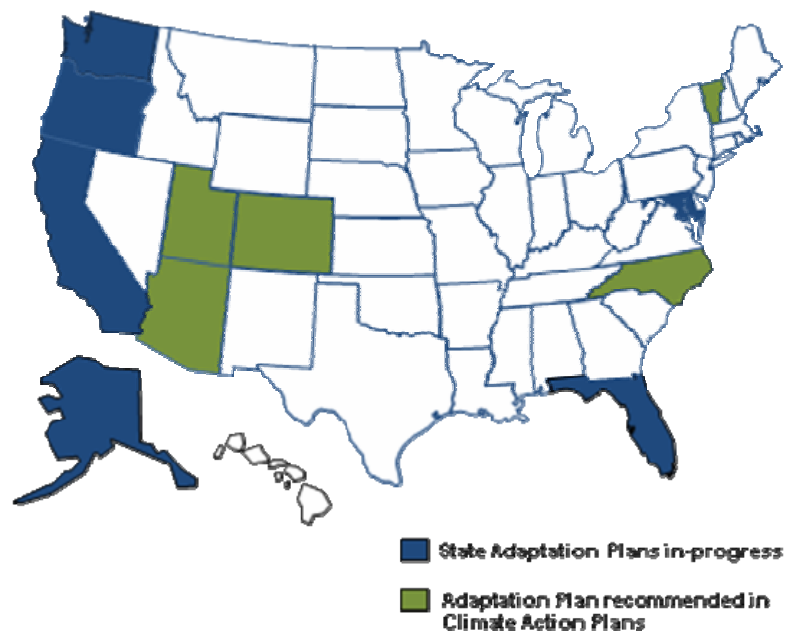 State Adaptation Plans in-progress
Adaptation Plan recommended in
Climate Action Plans